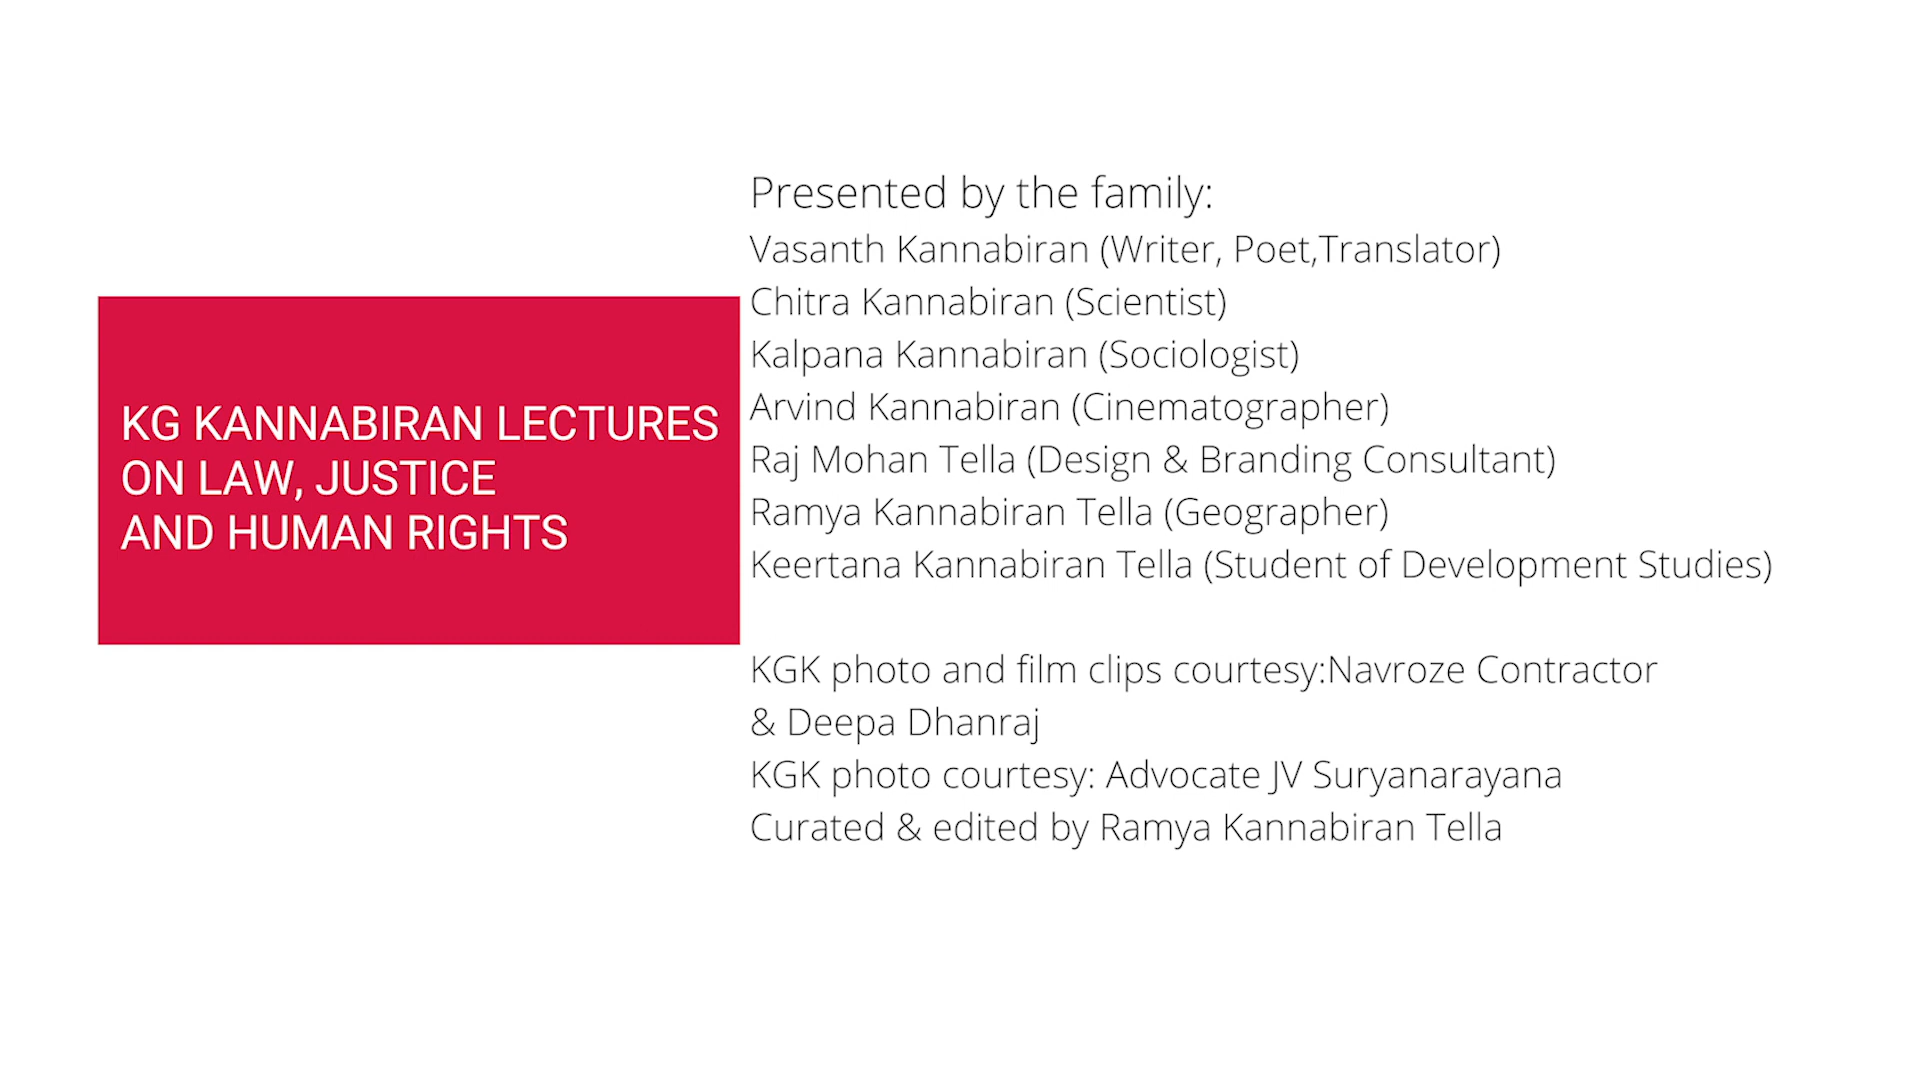 KG KANNABIRAN LECTURES
ON LAW, JUSTICE
AND HUMAN RIGHTS
Presented by the family:
Vasanth Kannabiran (Writer, Poet,Translator)
Chitra Kannabiran (Scientist)
Kalpana Kannabiran (Sociologist)
Arvind Kannabiran (Cinematographer)
Raj Mohan Tella (Design & Branding Consultant)
Ramya Kannabiran Tella (Geographer)
Keertana Kannabiran Tella (Student of Development Studies)
KGK photo and film clips courtesy:Navroze Contractor
& Deepa Dhanraj
KGK photo courtesy: Advocate JV Suryanarayana
Curated & edited by Ramya Kannabiran Tella